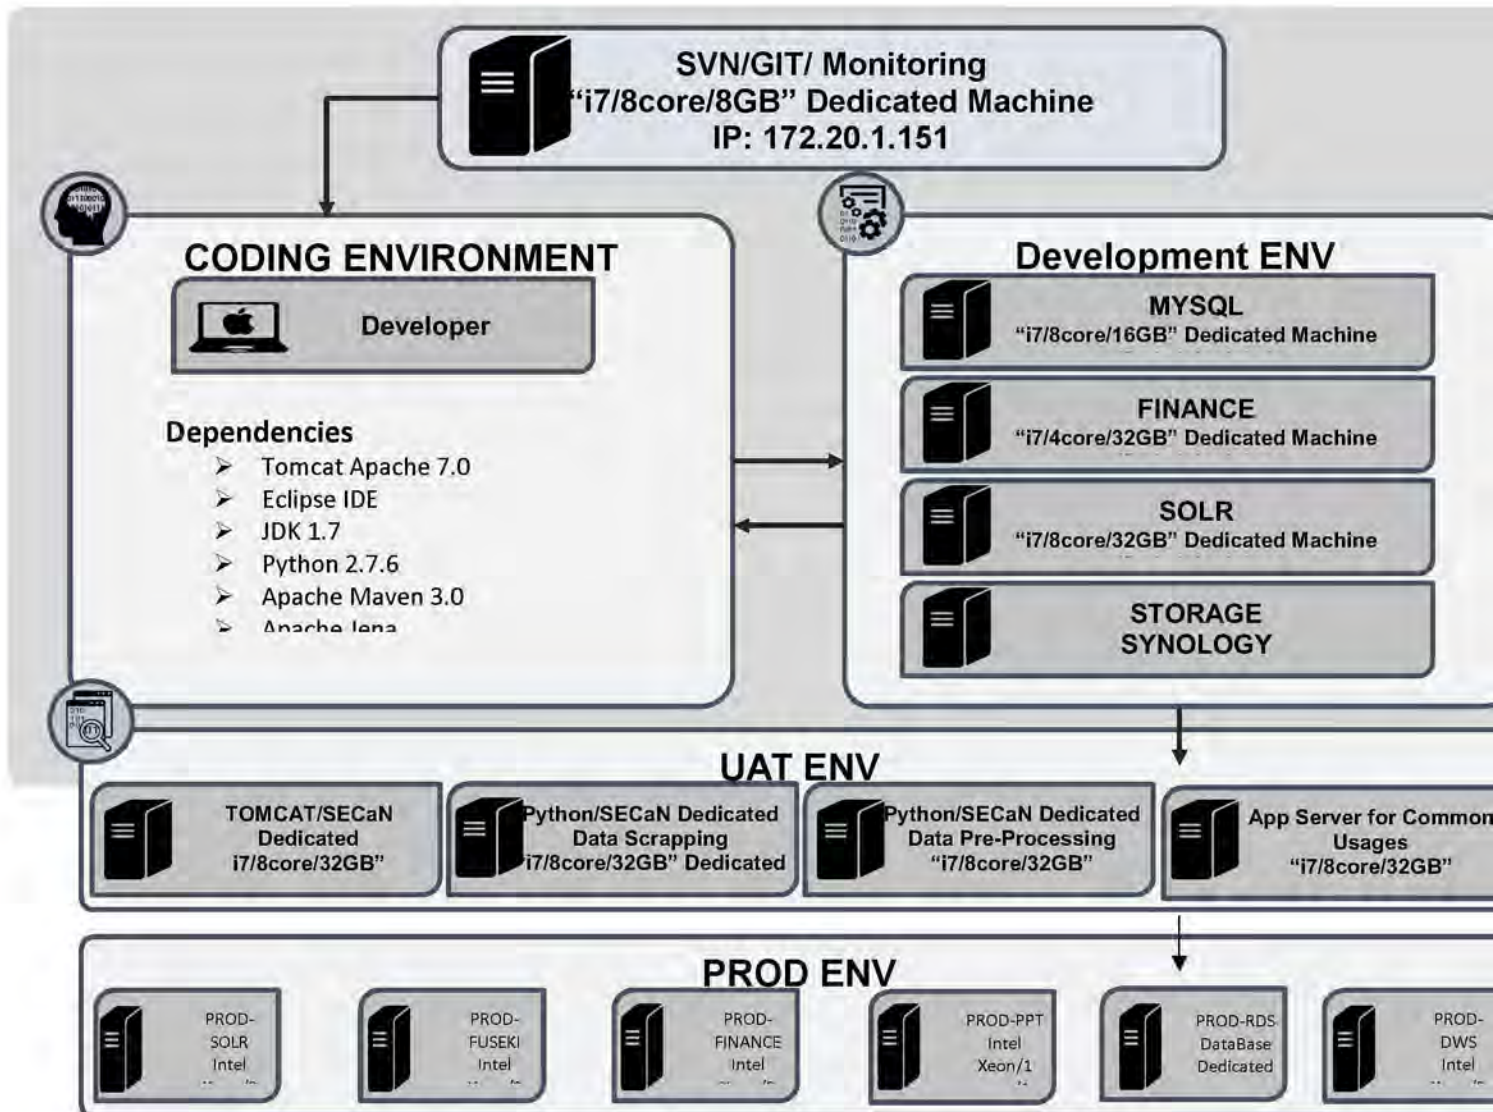 SVN/GIT/ Monitoring
“i7/8core/8GB” Dedicated Machine
IP: 172.20.1.151
CODING ENVIRONMENT
Developer
Dependencies
➤ Tomcat Apache 7.0
➤ Eclipse IDE
➤ JDK 1.7
➤ Python 2.7.6
➤ Apache Maven 3.0
➤ Apache Jena
Development ENV
MYSQL
“i7/8core/16GB” Dedicated Machine
FINANCE
“i7/4core/32GB” Dedicated Machine
SOLR
“i7/8core/32GB” Dedicated Machine
STORAGE
SYNOLOGY
UAT ENV
TOMCAT/SECaN
Dedicated
i7/8core/32GB”
Python/SECaN Dedicated
Data Scrapping
“i7/8core/32GB” Dedicated
Python/SECaN Dedicated
Data Pre-Processing
“i7/8core/32GB”
App Server for Common
Usages
“i7/8core/32GB”
PROD ENV
PROD-
SOLR
Intel
PROD-
FUSEKI
Intel
PROD-
FINANCE
Intel
PROD-PPT
Intel
Xeon/1
PROD-RDS
DataBase
Dedicated
PROD-
DWS
Intel